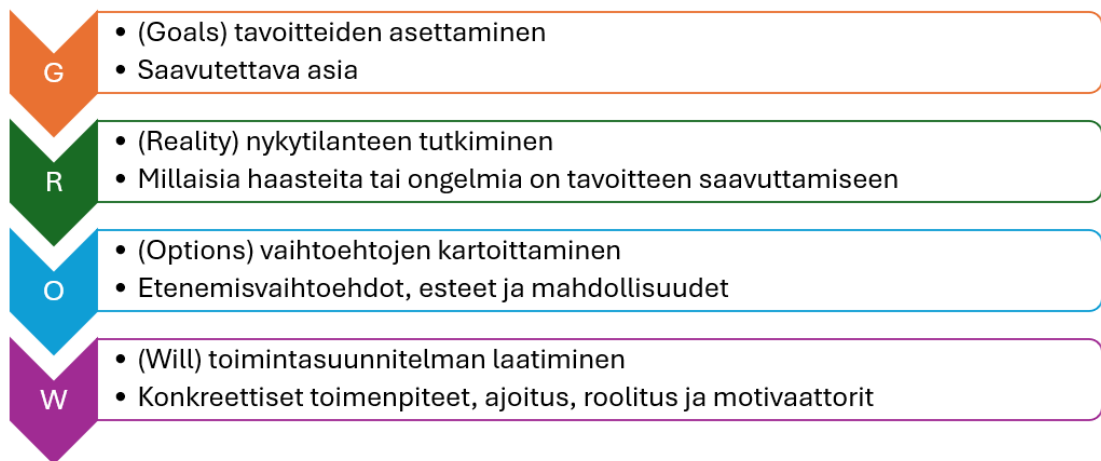 G
• (Goals) tavoitteiden asettaminen
• Saavutettava asia
R
• (Reality) nykytilanteen tutkiminen
• Millaisia haasteita tai ongelmia on tavoitteen saavuttamiseen
O
• (Options) vaihtoehtojen kartoittaminen
• Etenemisvaihtoehdot, esteet ja mahdollisuudet
W
• (Will) toimintasuunnitelman laatiminen
• Konkreettiset toimenpiteet, ajoitus, roolitus ja motivaattorit